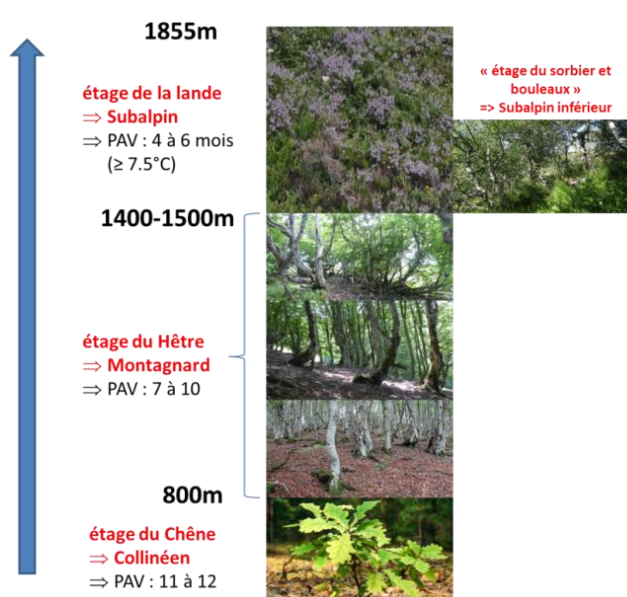 1855m
étage de la lande
⇒ Subalpin
⇒ PAV : 4 à 6 mois
(≥ 7.5°C)
« étage du sorbier et
bouleaux »
=> Subalpin inférieur
1400-1500m
étage du Hêtre
⇒ Montagnard
⇒ PAV : 7 à 10
800m
étage du Chêne
⇒ Collinéen
⇒ PAV : 11 à 12